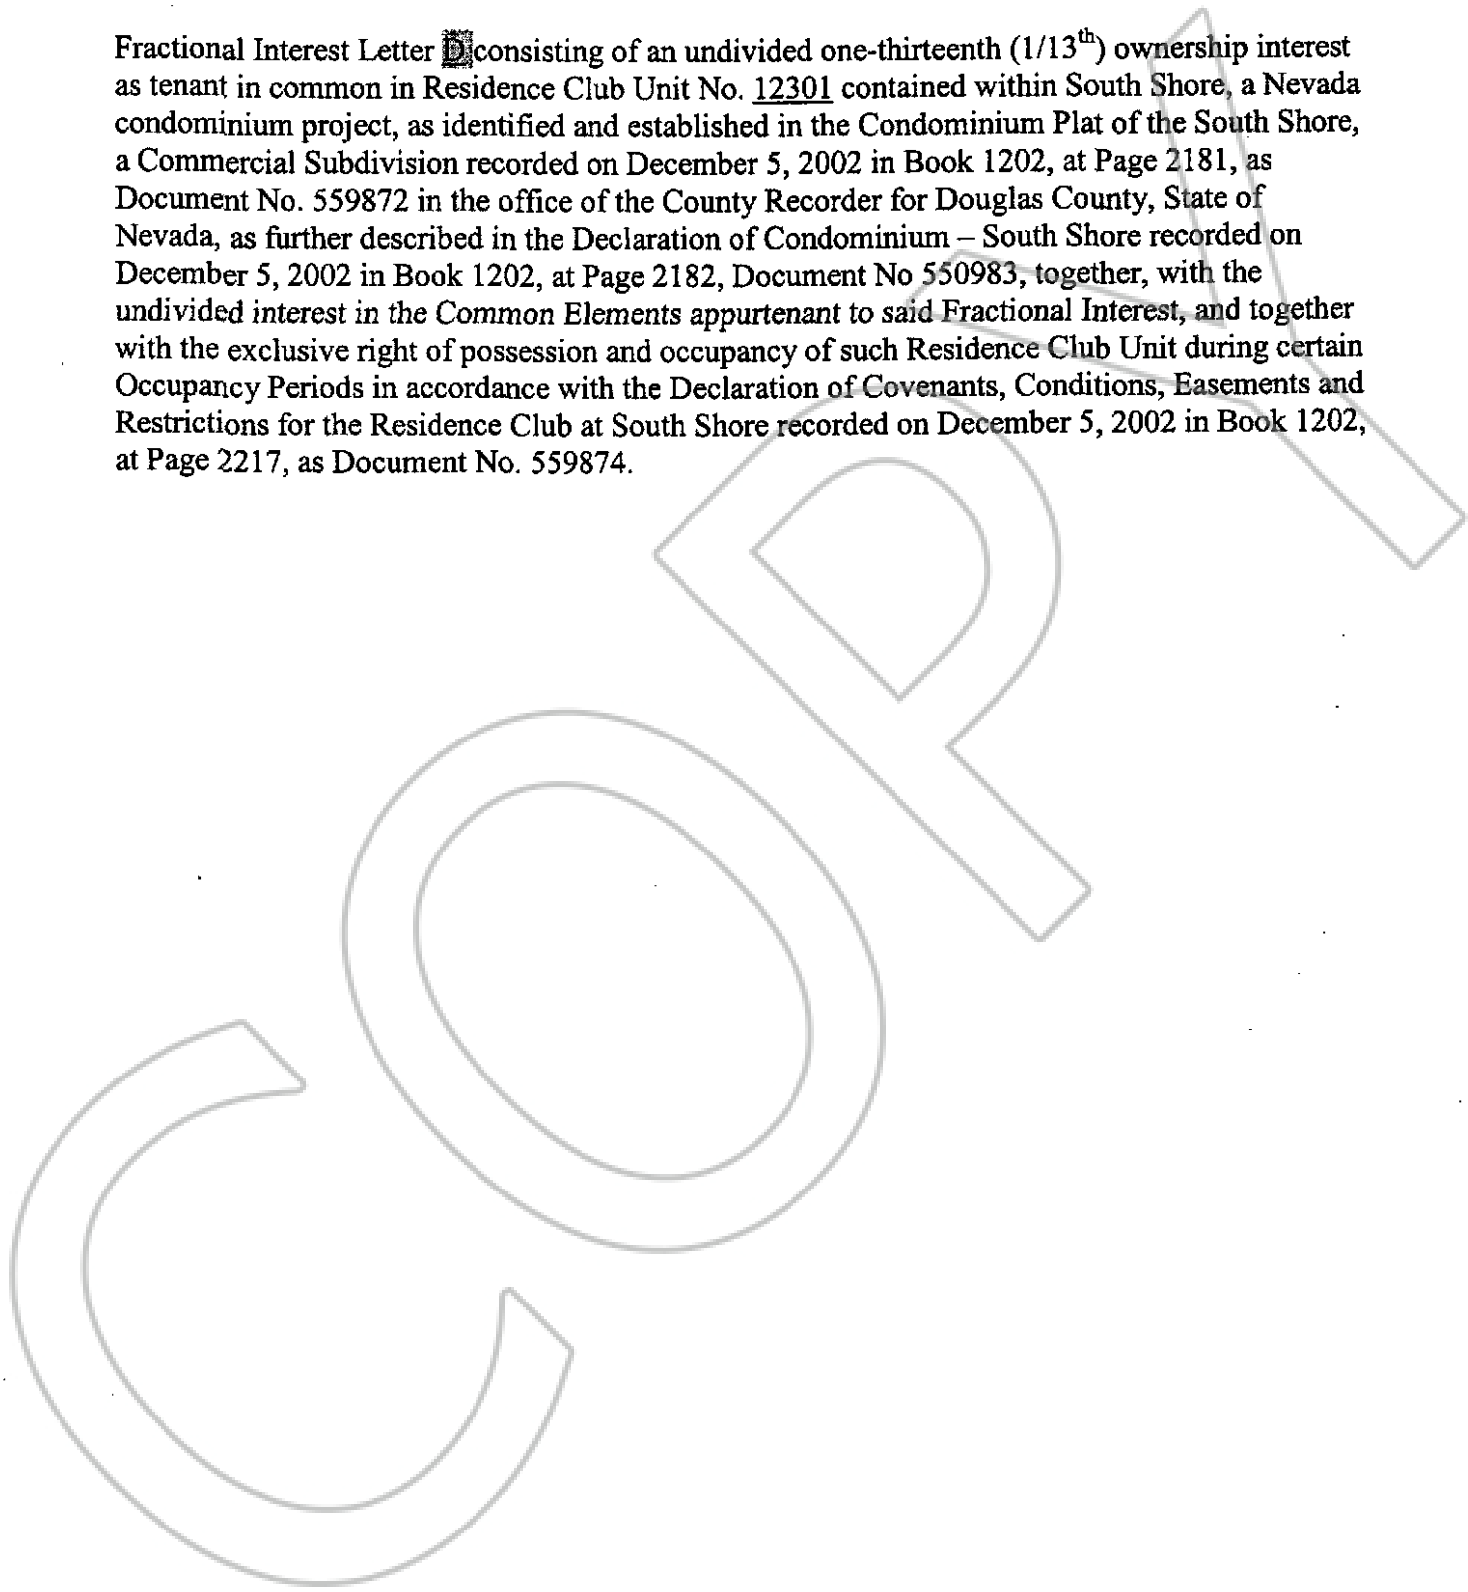 Fractional Interest Letter D consisting of an undivided one-thirteenth (1/13th) ownership interest
as tenant in common in Residence Club Unit No. 12301 contained within South Shore, a Nevada
condominium project, as identified and established in the Condominium Plat of the South Shore,
a Commercial Subdivision recorded on December 5, 2002 in Book 1202, at Page 2181, as
Document No. 559872 in the office of the County Recorder for Douglas County, State of
Nevada, as further described in the Declaration of Condominium – South Shore recorded on
December 5, 2002 in Book 1202, at Page 2182, Document No 550983, together, with the
undivided interest in the Common Elements appurtenant to said Fractional Interest, and together
with the exclusive right of possession and occupancy of such Residence Club Unit during certain
Occupancy Periods in accordance with the Declaration of Covenants, Conditions, Easements and
Restrictions for the Residence Club at South Shore recorded on December 5, 2002 in Book 1202,
at Page 2217, as Document No. 559874.
COPY